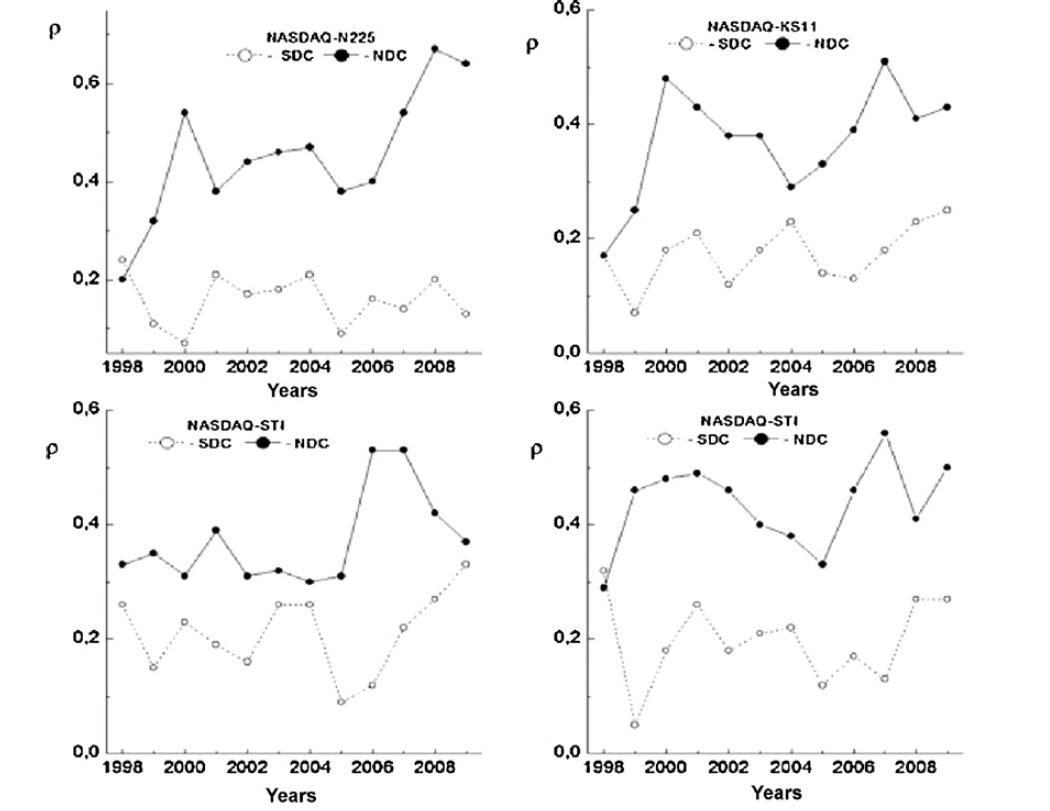 ρ
NASDAQ-N225
- SDC - NDC
0,6
0,4
0,2
1998 2000 2002 2004 2006 2008
Years
ρ
NASDAQ-KS11
- SDC - NDC
0,6
0,4
0,2
0,0
1998 2000 2002 2004 2006 2008
Years
ρ
NASDAQ-STI
- SDC - NDC
0,6
0,4
0,2
0,0
1998 2000 2002 2004 2006 2008
Years
ρ
NASDAQ-STI
- SDC - NDC
0,6
0,4
0,2
0,0
1998 2000 2002 2004 2006 2008
Years